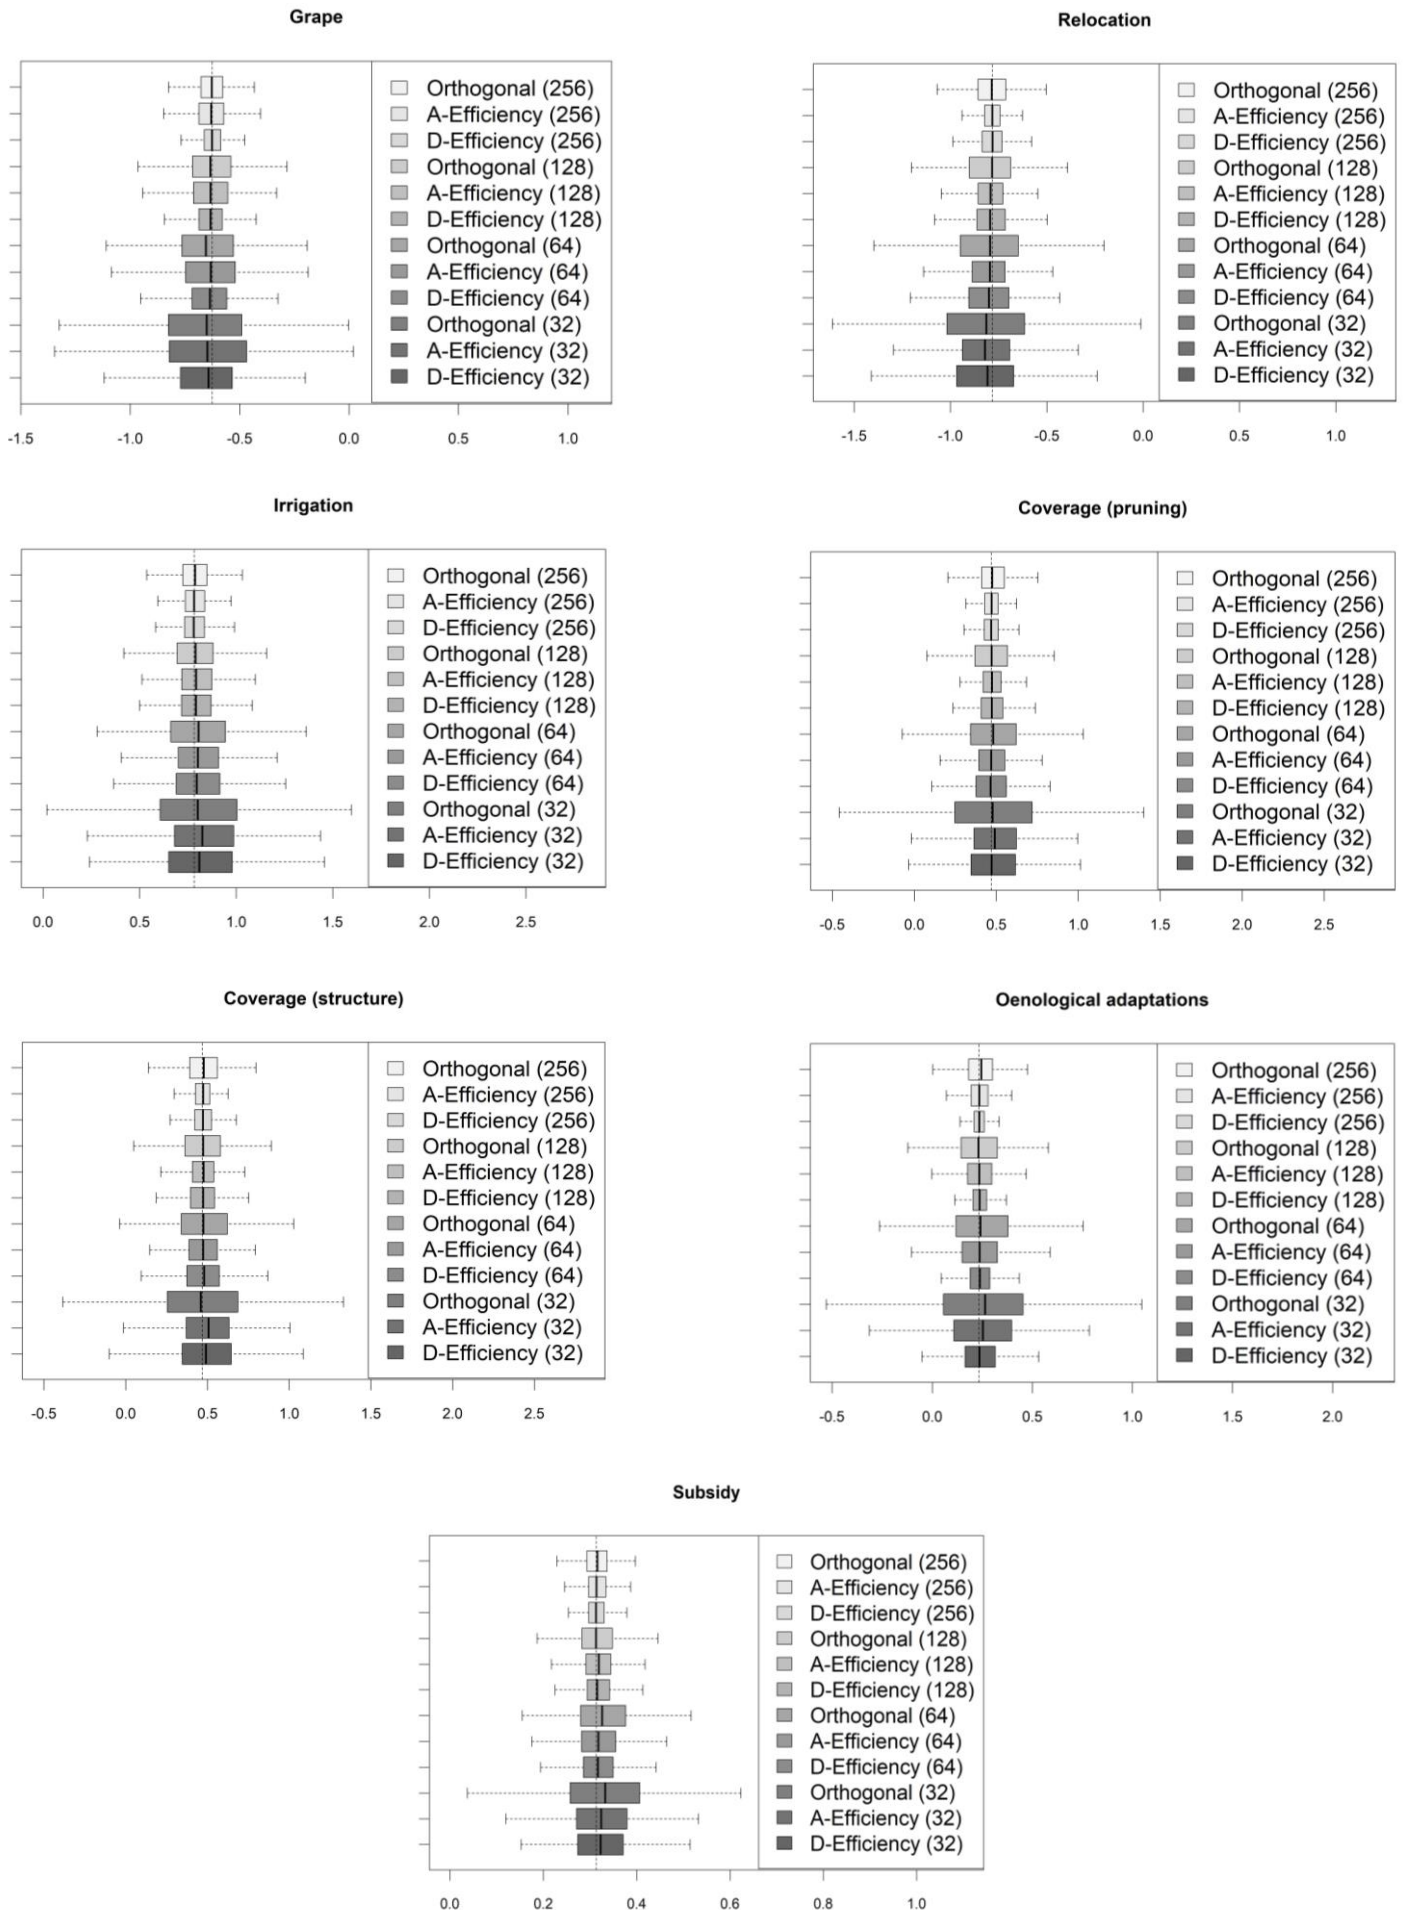 Grape
Orthogonal (256)
A-Efficiency (256)
D-Efficiency (256)
Orthogonal (128)
A-Efficiency (128)
D-Efficiency (128)
Orthogonal (64)
A-Efficiency (64)
D-Efficiency (64)
Orthogonal (32)
A-Efficiency (32)
D-Efficiency (32)
-1.5 -1.0 -0.5 0.0 0.5 1.0
Relocation
Orthogonal (256)
A-Efficiency (256)
D-Efficiency (256)
Orthogonal (128)
A-Efficiency (128)
D-Efficiency (128)
Orthogonal (64)
A-Efficiency (64)
D-Efficiency (64)
Orthogonal (32)
A-Efficiency (32)
D-Efficiency (32)
-1.5 -1.0 -0.5 0.0 0.5 1.0
Irrigation
Orthogonal (256)
A-Efficiency (256)
D-Efficiency (256)
Orthogonal (128)
A-Efficiency (128)
D-Efficiency (128)
Orthogonal (64)
A-Efficiency (64)
D-Efficiency (64)
Orthogonal (32)
A-Efficiency (32)
D-Efficiency (32)
0.0 0.5 1.0 1.5 2.0 2.5
Coverage (pruning)
Orthogonal (256)
A-Efficiency (256)
D-Efficiency (256)
Orthogonal (128)
A-Efficiency (128)
D-Efficiency (128)
Orthogonal (64)
A-Efficiency (64)
D-Efficiency (64)
Orthogonal (32)
A-Efficiency (32)
D-Efficiency (32)
-0.5 0.0 0.5 1.0 1.5 2.0 2.5
Coverage (structure)
Orthogonal (256)
A-Efficiency (256)
D-Efficiency (256)
Orthogonal (128)
A-Efficiency (128)
D-Efficiency (128)
Orthogonal (64)
A-Efficiency (64)
D-Efficiency (64)
Orthogonal (32)
A-Efficiency (32)
D-Efficiency (32)
-0.5 0.0 0.5 1.0 1.5 2.0 2.5
Oenological adaptations
Orthogonal (256)
A-Efficiency (256)
D-Efficiency (256)
Orthogonal (128)
A-Efficiency (128)
D-Efficiency (128)
Orthogonal (64)
A-Efficiency (64)
D-Efficiency (64)
Orthogonal (32)
A-Efficiency (32)
D-Efficiency (32)
-0.5 0.0 0.5 1.0 1.5 2.0
Subsidy
Orthogonal (256)
A-Efficiency (256)
D-Efficiency (256)
Orthogonal (128)
A-Efficiency (128)
D-Efficiency (128)
Orthogonal (64)
A-Efficiency (64)
D-Efficiency (64)
Orthogonal (32)
A-Efficiency (32)
D-Efficiency (32)
0.0 0.2 0.4 0.6 0.8 1.0